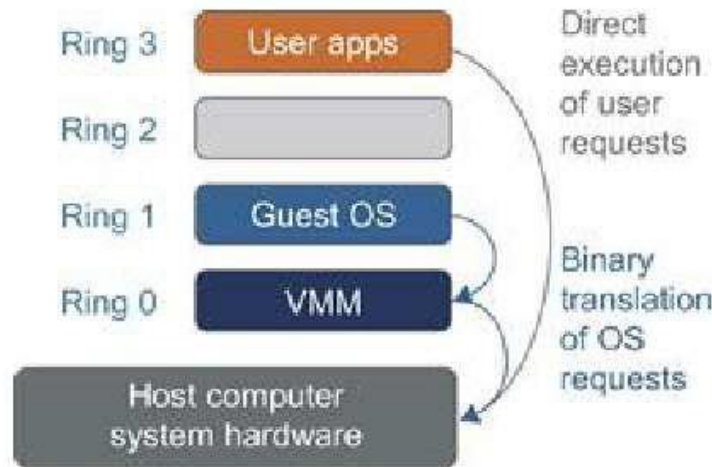 Ring 3
User apps
Direct
execution
of user
requests
Ring 2
Ring 1
Guest OS
Ring 0
VMM
Binary
translation
of OS
requests
Host computer
system hardware